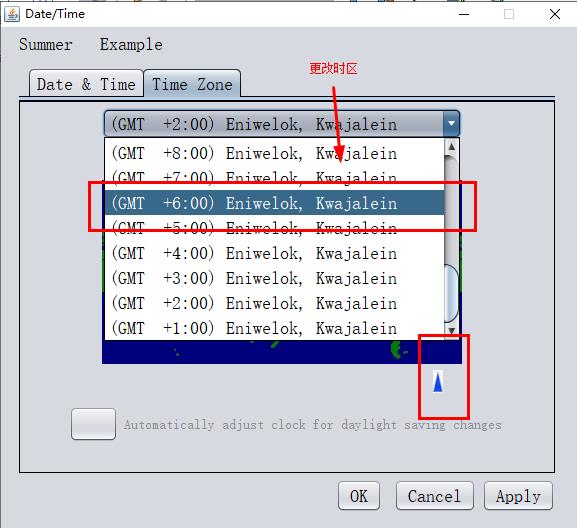 Date/Time
Summer Example
更改时区
Date & Time Time Zone
(GMT +2:00) Eniwelok, Kwajalein
(GMT +8:00) Eniwelok, Kwajalein
(GMT +7:00) Eniwelok, Kwajalein
(GMT +6:00) Eniwelok, Kwajalein
(GMT +5:00) Eniwelok, Kwajalein
(GMT +4:00) Eniwelok, Kwajalein
(GMT +3:00) Eniwelok, Kwajalein
(GMT +2:00) Eniwelok, Kwajalein
(GMT +1:00) Eniwelok, Kwajalein
Automatically adjust clock for daylight saving changes
OK Cancel Apply